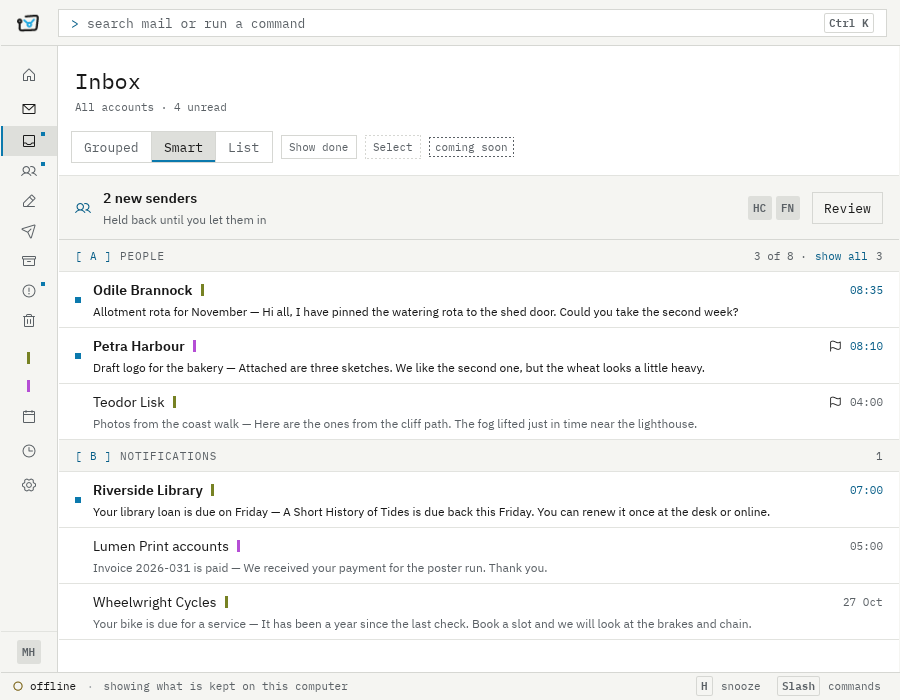 > search mail or run a command Ctrl K
Inbox
All accounts · 4 unread
Grouped Smart List Show done Select coming soon
2 new senders
Held back until you let them in
HC FN Review
[ A ] PEOPLE 3 of 8 · show all 3
Odile Brannock 08:35
Allotment rota for November — Hi all, I have pinned the watering rota to the shed door. Could you take the second week?
Petra Harbour 08:10
Draft logo for the bakery — Attached are three sketches. We like the second one, but the wheat looks a little heavy.
Teodor Lisk 04:00
Photos from the coast walk — Here are the ones from the cliff path. The fog lifted just in time near the lighthouse.
[ B ] NOTIFICATIONS 1
Riverside Library 07:00
Your library loan is due on Friday — A Short History of Tides is due back this Friday. You can renew it once at the desk or online.
Lumen Print accounts 05:00
Invoice 2026-031 is paid — We received your payment for the poster run. Thank you.
Wheelwright Cycles 27 Oct
Your bike is due for a service — It has been a year since the last check. Book a slot and we will look at the brakes and chain.
MH
offline · showing what is kept on this computer H snooze Slash commands